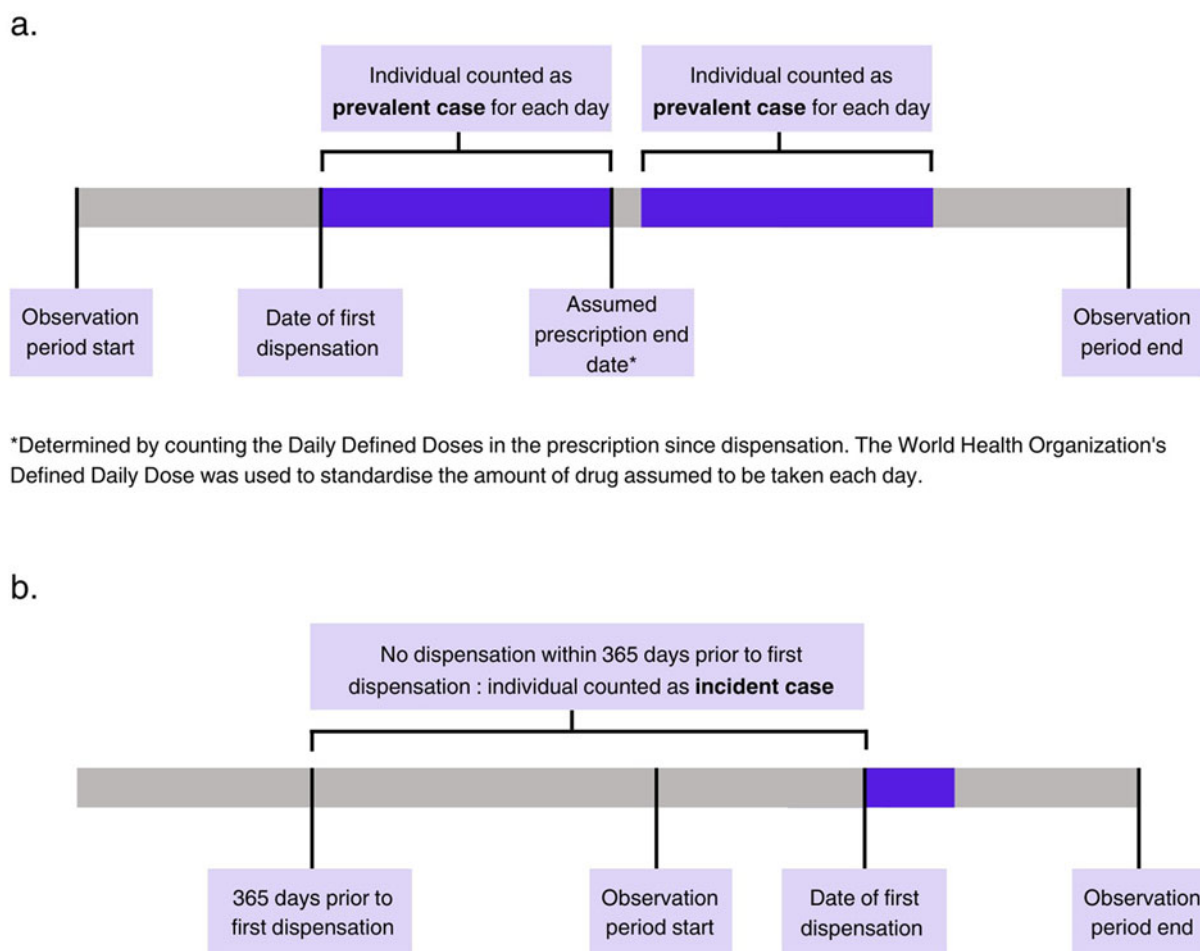 a.
Individual counted as
prevalent case for each day
Individual counted as
prevalent case for each day
Observation
period start
Date of first
dispensation
Assumed
prescription end
date*
Observation
period end
*Determined by counting the Daily Defined Doses in the prescription since dispensation. The World Health Organization's
Defined Daily Dose was used to standardise the amount of drug assumed to be taken each day.
b.
No dispensation within 365 days prior to first
dispensation : individual counted as incident case
365 days prior to
first dispensation
Observation
period start
Date of first
dispensation
Observation
period end